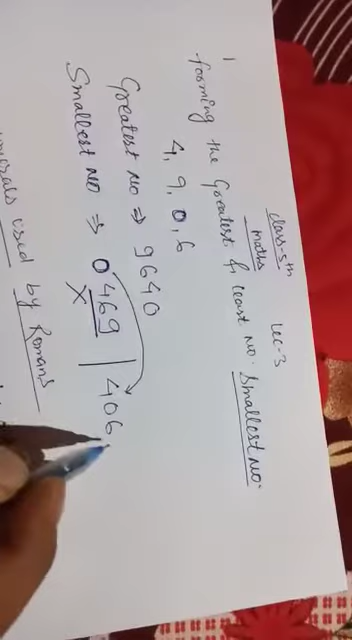 class-5th
maths
Lec-3
1
forming the Greatest & least no. Smallest no.
4, 9, 0, 6
Greatest no ⇒ 9640
Smallest no ⇒ 0469 | 406
X
used by Romans